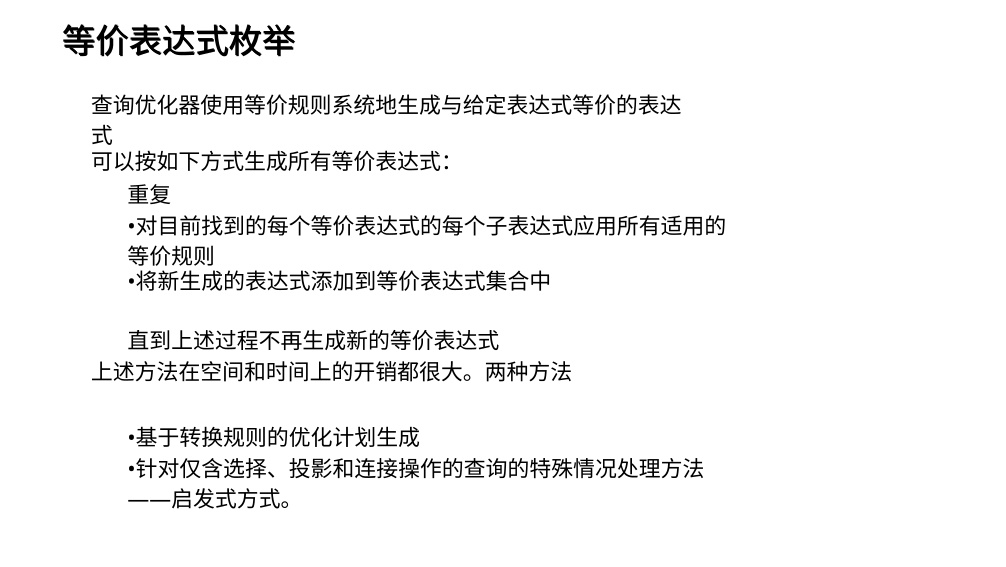 等价表达式枚举
查询优化器使用等价规则系统地生成与给定表达式等价的表达
式
可以按如下方式生成所有等价表达式：
重复
•对目前找到的每个等价表达式的每个子表达式应用所有适用的
等价规则
•将新生成的表达式添加到等价表达式集合中
直到上述过程不再生成新的等价表达式
上述方法在空间和时间上的开销都很大。两种方法
•基于转换规则的优化计划生成
•针对仅含选择、投影和连接操作的查询的特殊情况处理方法
——启发式方式。